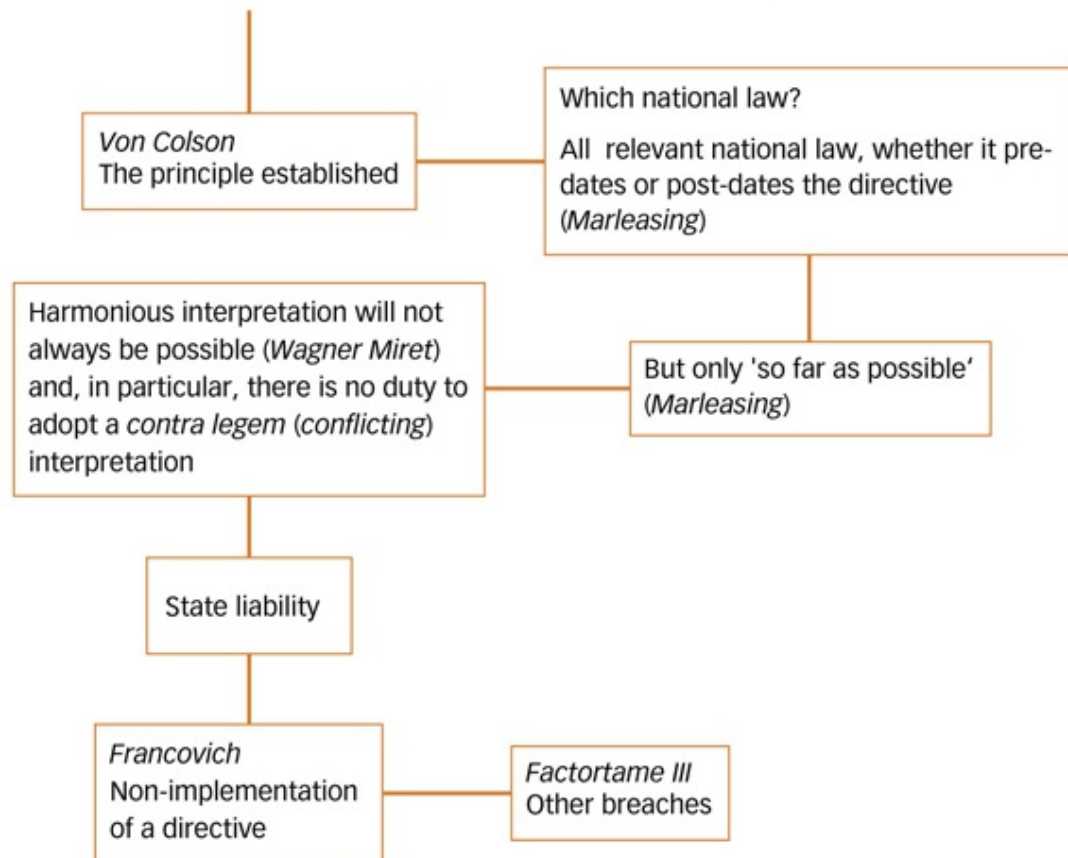 Von Colson
The principle established
Which national law?
All relevant national law, whether it pre-
dates or post-dates the directive
(Marleasing)
But only 'so far as possible‘
(Marleasing)
Harmonious interpretation will not
always be possible (Wagner Miret)
and, in particular, there is no duty to
adopt a contra legem (conflicting)
interpretation
State liability
Francovich
Non-implementation
of a directive
Factortame III
Other breaches